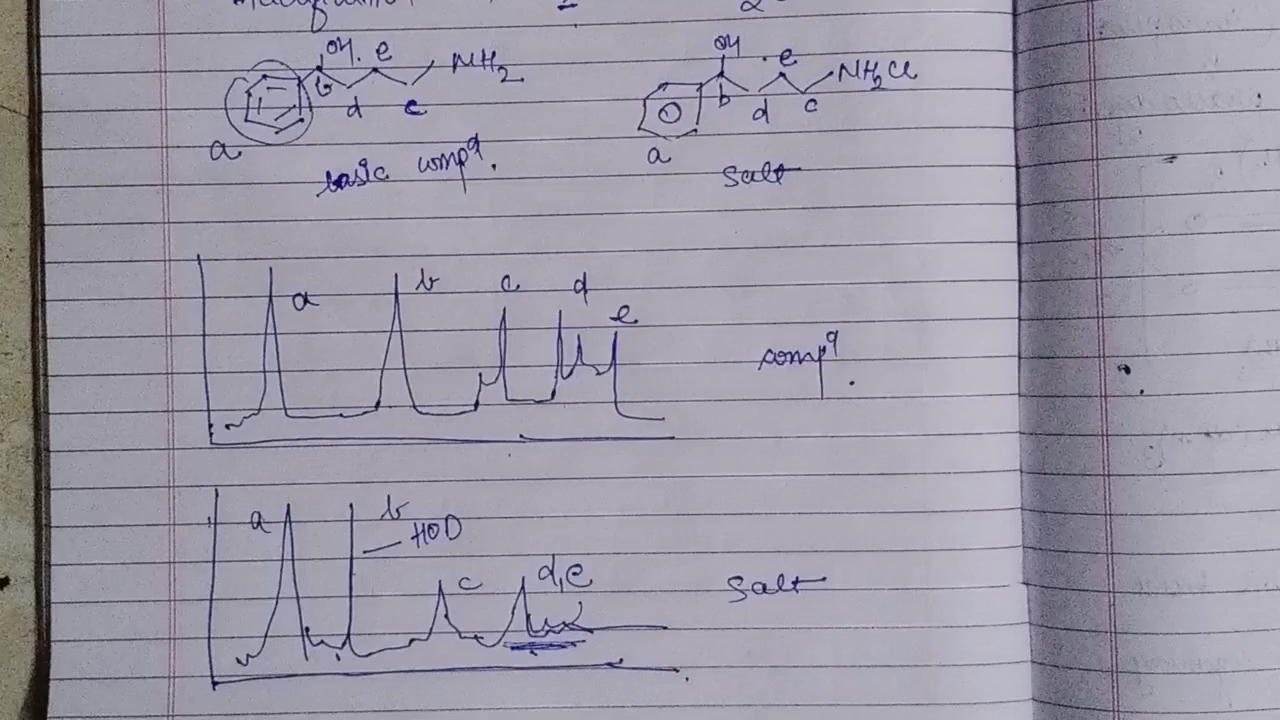 OH. e NH2 OH . e NH2Cl
b d c b d c
a a
basic compd. Salt
a b c d e
compd.
a b
HOD
c d,e Salt